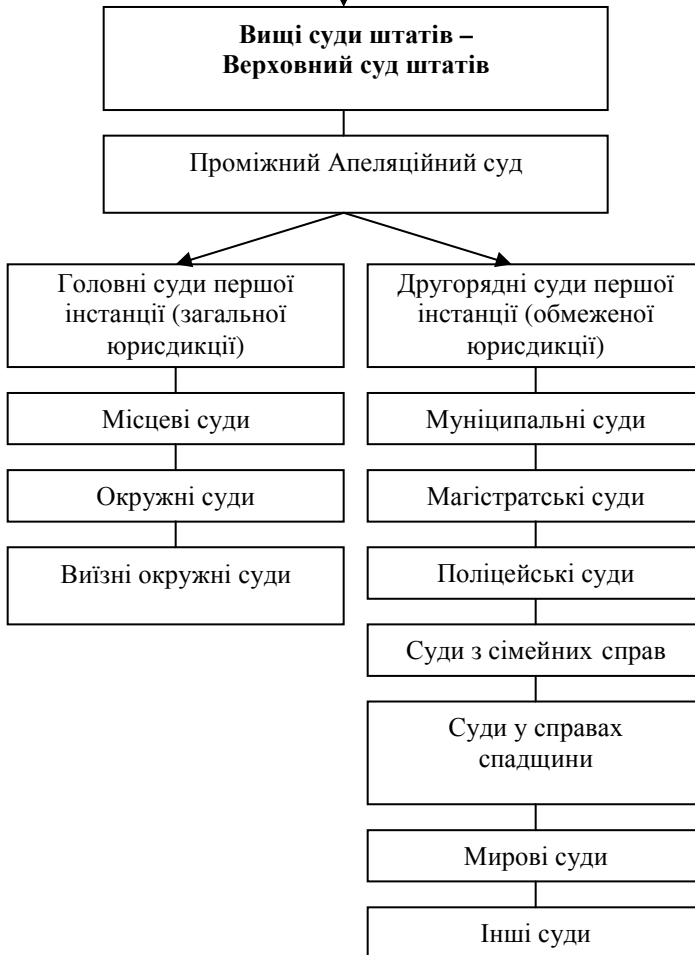 Вищі суди штатів –
Верховний суд штатів
Проміжний Апеляційний суд
Головні суди першої
інстанції (загальної
юрисдикції)
Місцеві суди
Окружні суди
Виїзні окружні суди
Другорядні суди першої
інстанції (обмеженої
юрисдикції)
Муніципальні суди
Магістратські суди
Поліцейські суди
Суди з сімейних справ
Суди у справах
спадщини
Мирові суди
Інші суди